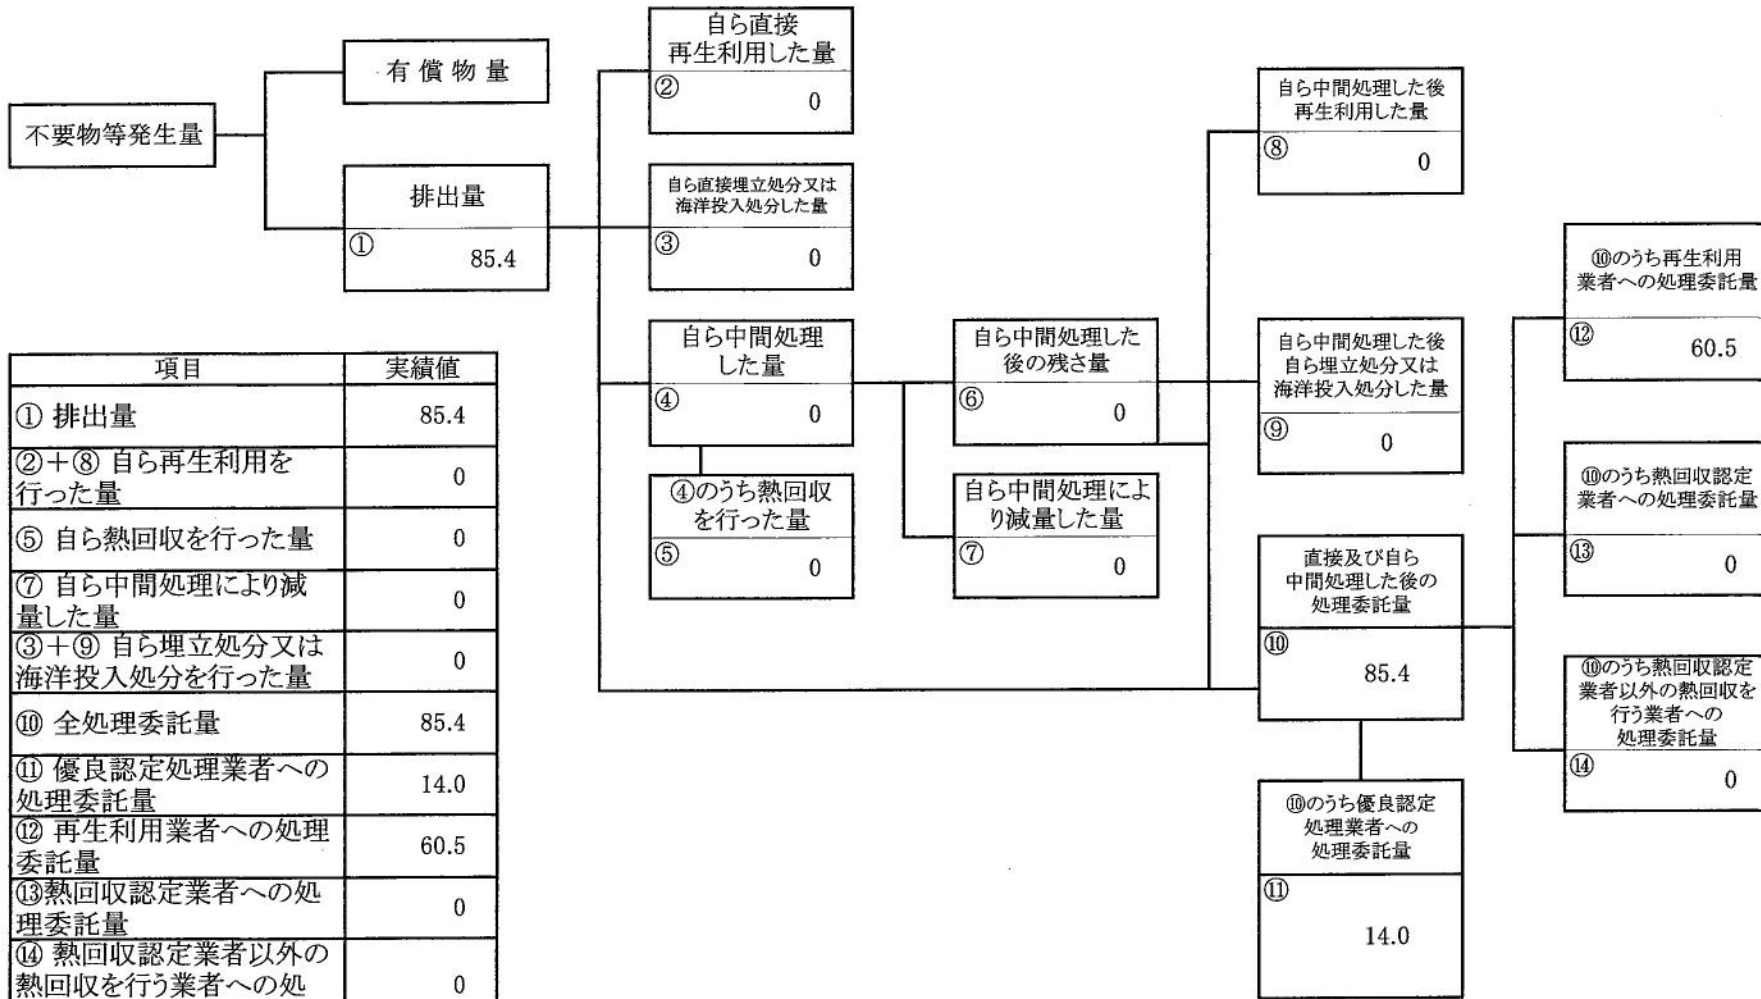 不要物等発生量
有償物量
排出量
①
85.4
自ら直接
再生利用した量
②
0
自ら直接埋立処分又は
海洋投入処分した量
③
0
自ら中間処理
した量
④
0
④のうち熱回収
を行った量
⑤
0
自ら中間処理した
後の残さ量
⑥
0
自ら中間処理によ
り減量した量
⑦
0
自ら中間処理した後
再生利用した量
⑧
0
自ら中間処理した後
自ら埋立処分又は
海洋投入処分した量
⑨
0
直接及び自ら
中間処理した後の
処理委託量
⑩
85.4
⑩のうち優良認定
処理業者への
処理委託量
⑪
14.0
⑩のうち再生利用
業者への処理委託量
⑫
60.5
⑩のうち熱回収認定
業者への処理委託量
⑬
0
⑩のうち熱回収認定
業者以外の熱回収を
行う業者への
処理委託量
⑭
0
項目 実績値
① 排出量 85.4
②+⑧ 自ら再生利用を
行った量 0
⑤ 自ら熱回収を行った量 0
⑦ 自ら中間処理により減
量した量 0
③+⑨ 自ら埋立処分又は
海洋投入処分を行った量 0
⑩ 全処理委託量 85.4
⑪ 優良認定処理業者への
処理委託量 14.0
⑫ 再生利用業者への処理
委託量 60.5
⑬熱回収認定業者への処
理委託量 0
⑭ 熱回収認定業者以外の
熱回収を行う業者への処 0